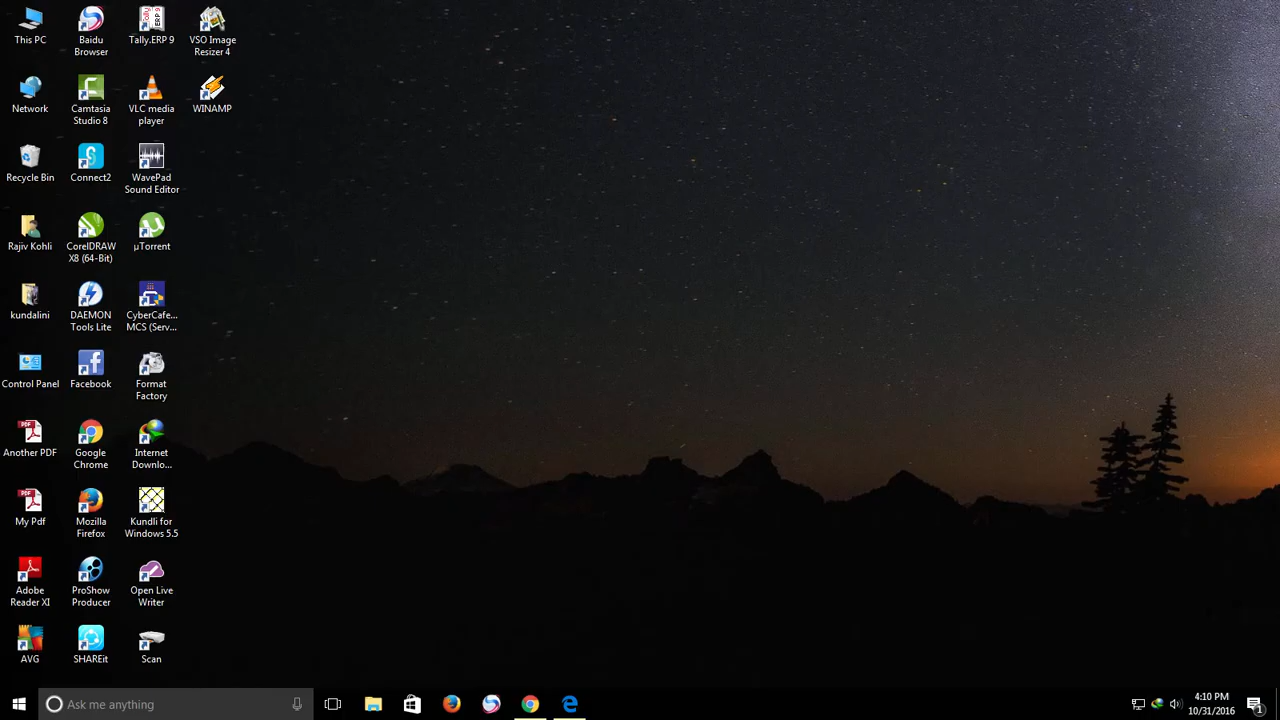 This PC
Network
Recycle Bin
Rajiv Kohli
kundalini
Control Panel
Another PDF
My Pdf
Adobe
Reader XI
AVG
Baidu
Browser
Camtasia
Studio 8
Connect2
CorelDRAW
X8 (64-Bit)
DAEMON
Tools Lite
Facebook
Google
Chrome
Mozilla
Firefox
ProShow
Producer
SHAREit
Tally.ERP 9
VLC media
player
WavePad
Sound Editor
µTorrent
CyberCafe...
MCS (Serv...
Format
Factory
Internet
Downlo...
Kundli for
Windows 5.5
Open Live
Writer
Scan
VSO Image
Resizer 4
WINAMP
Ask me anything
4:10 PM
10/31/2016
1